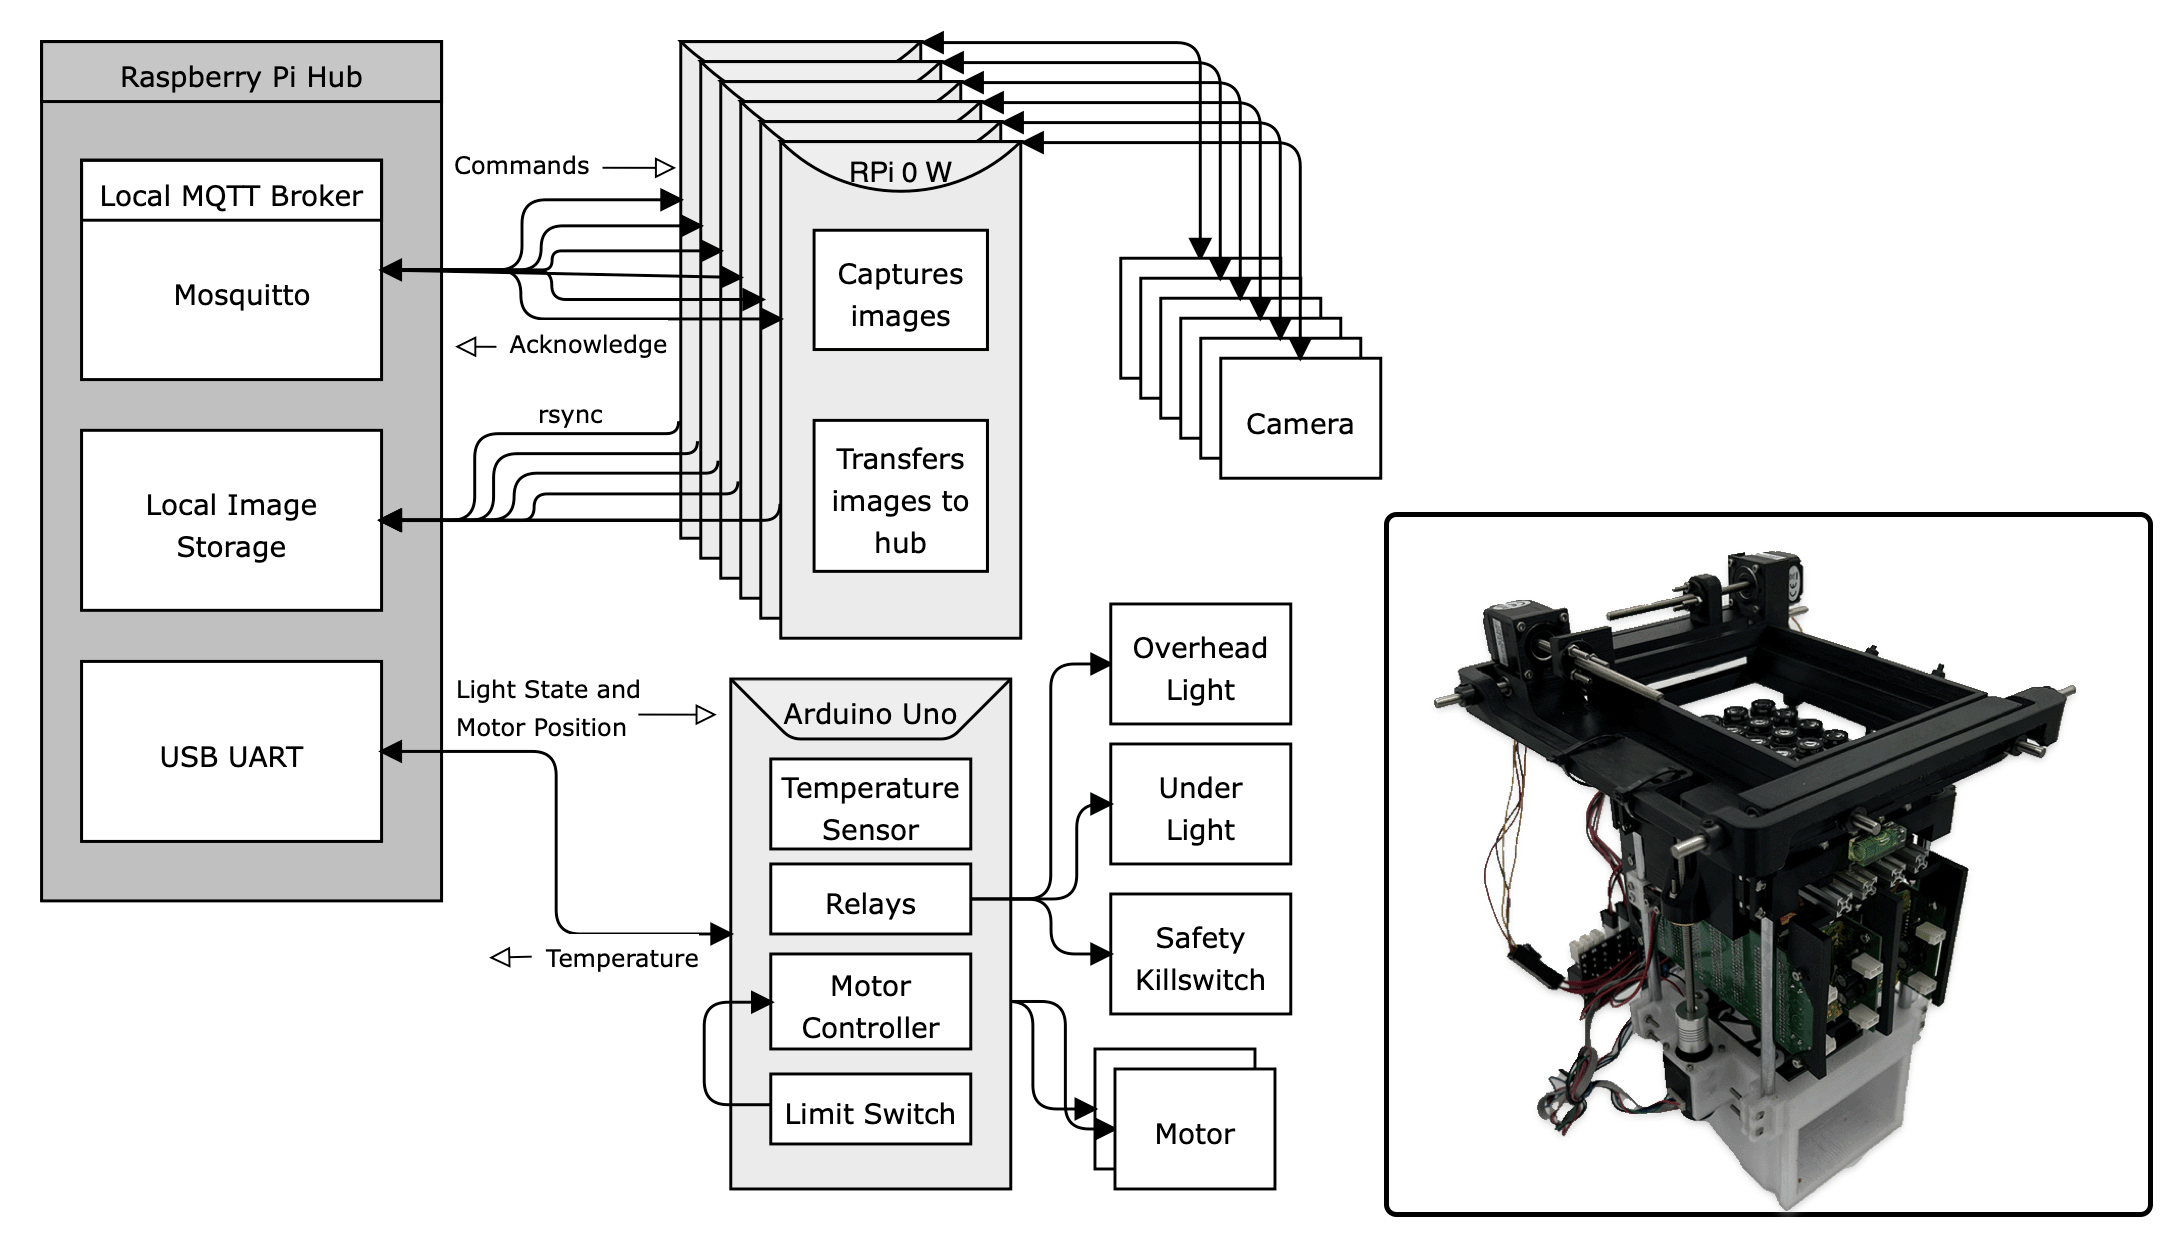 Raspberry Pi Hub
Local MQTT Broker
Mosquitto
Local Image
Storage
USB UART
Commands
Acknowledge
rsync
RPi 0 W
Captures
images
Transfers
images to
hub
Camera
Light State and
Motor Position
Temperature
Arduino Uno
Temperature
Sensor
Relays
Motor
Controller
Limit Switch
Overhead
Light
Under
Light
Safety
Killswitch
Motor